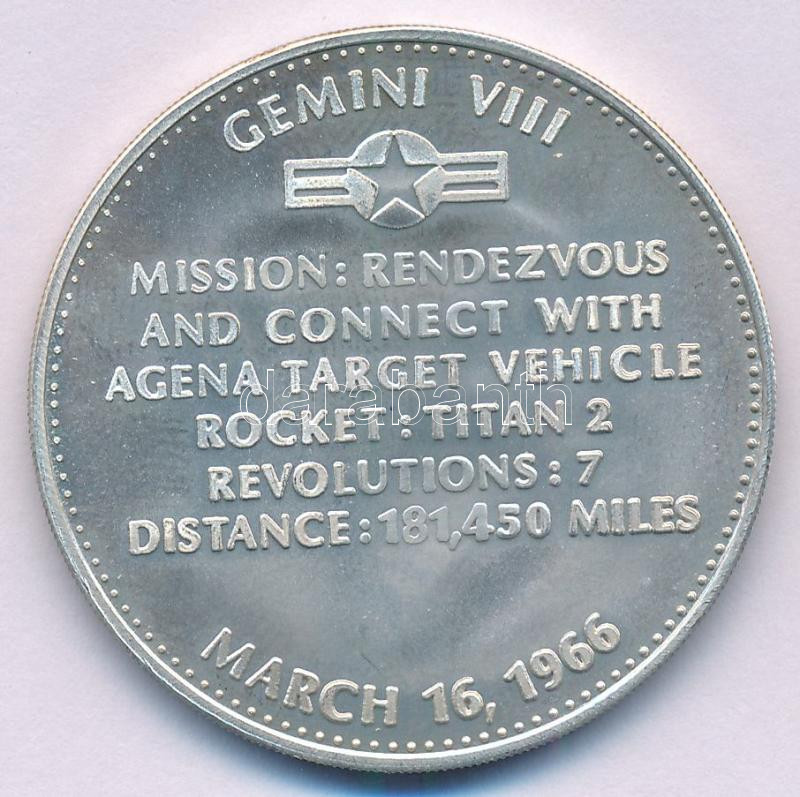 GEMINI VIII
MISSION: RENDEZVOUS
AND CONNECT WITH
AGENA TARGET VEHICLE
darabanth
ROCKET: TITAN 2
REVOLUTIONS: 7
DISTANCE: 181,450 MILES
MARCH 16, 1966